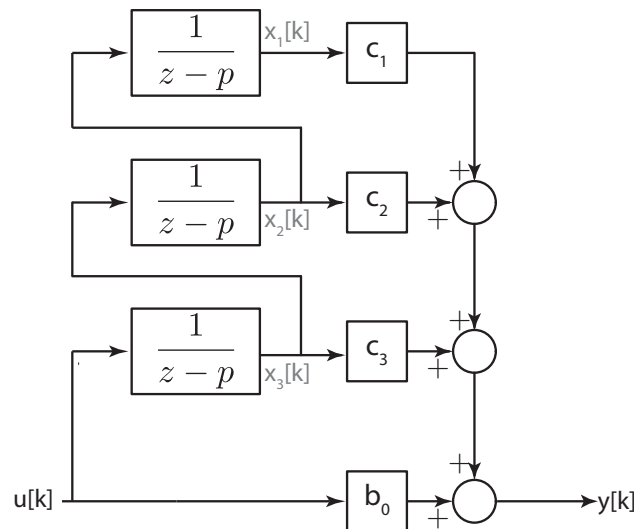 1
z − p
x₁[k]
c₁
+
1
z − p
x₂[k]
c₂
+
+
1
z − p
x₃[k]
c₃
+
+
u[k]
b₀
+
+
y[k]